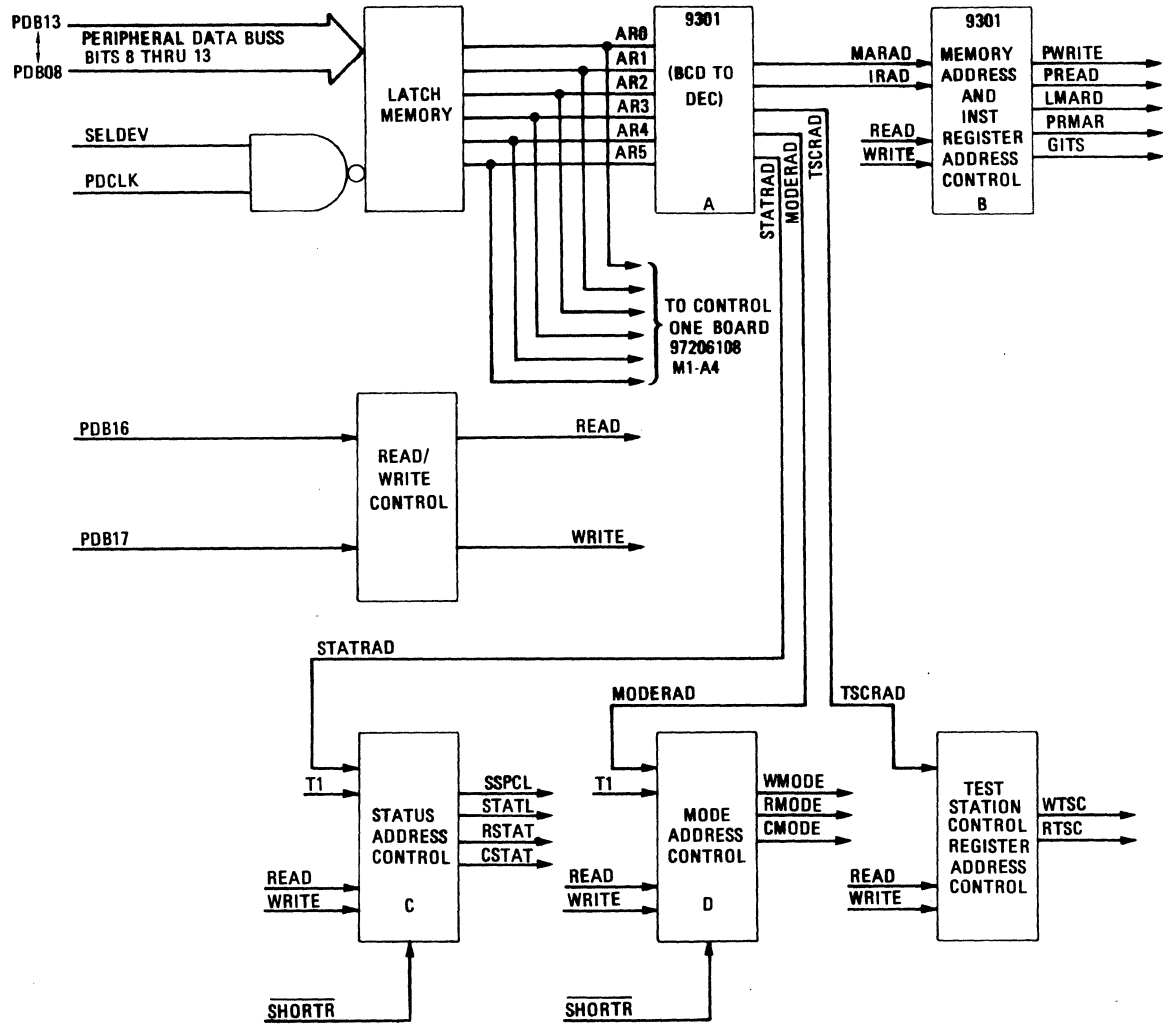 PDB13
PERIPHERAL DATA BUSS
BITS 8 THRU 13
PDB08
SELDEV
PDCLK
LATCH
MEMORY
AR0
AR1
AR2
AR3
AR4
AR5
9301
(BCD TO
DEC)
A
MARAD
IRAD
TSCRAD
MODERAD
STATRAD
READ
WRITE
9301
MEMORY
ADDRESS
AND
INST
REGISTER
ADDRESS
CONTROL
B
PWRITE
PREAD
LMARD
PRMAR
GITS
TO CONTROL
ONE BOARD
97206108
M1-A4
PDB16
PDB17
READ/
WRITE
CONTROL
READ
WRITE
STATRAD
T1
STATUS
ADDRESS
CONTROL
C
READ
WRITE
SHORTR
SSPCL
STATL
RSTAT
CSTAT
MODERAD
T1
MODE
ADDRESS
CONTROL
D
READ
WRITE
SHORTR
WMODE
RMODE
CMODE
TSCRAD
TEST
STATION
CONTROL
REGISTER
ADDRESS
CONTROL
READ
WRITE
WTSC
RTSC